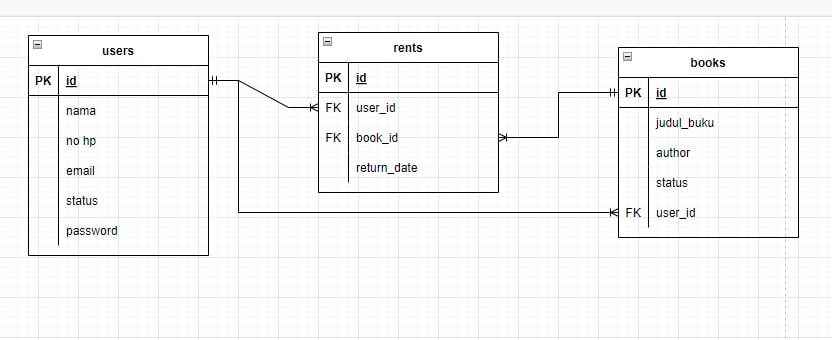 users
PK id
nama
no hp
email
status
password
rents
PK id
FK user_id
FK book_id
return_date
books
PK id
judul_buku
author
status
FK user_id